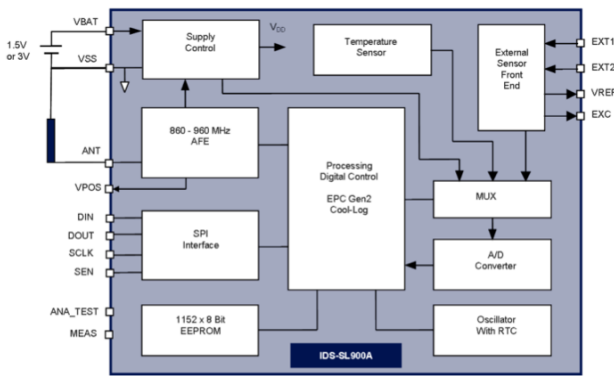 VBAT
1.5V
or 3V
VSS
ANT
VPOS
DIN
DOUT
SCLK
SEN
ANA_TEST
MEAS
Supply
Control
VDD
Temperature
Sensor
External
Sensor
Front
End
EXT1
EXT2
VREF
EXC
860 - 960 MHz
AFE
Processing
Digital Control
EPC Gen2
Cool-Log
MUX
SPI
Interface
A/D
Converter
1152 x 8 Bit
EEPROM
Oscillator
With RTC
IDS-SL900A